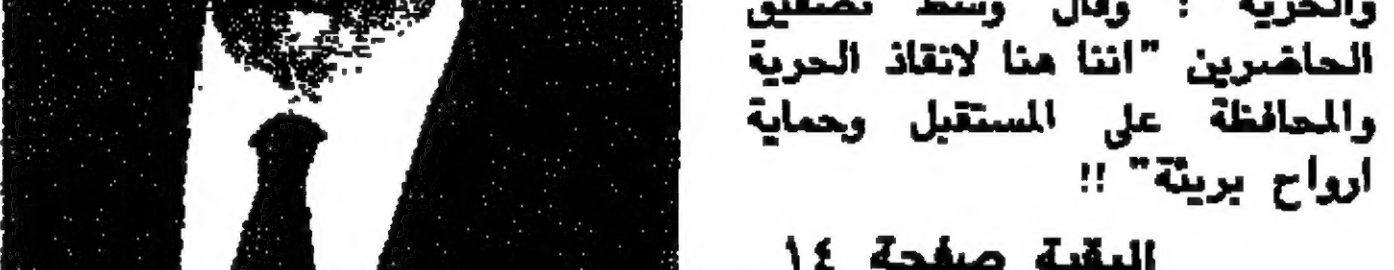 والحرية" ! وقال وسط تصفيق
الحاضرين "اننا هنا لانقاذ الحرية
والمحافظة على المستقبل وحماية
ارواح بريئة" !!
البقية صفحة ١٤